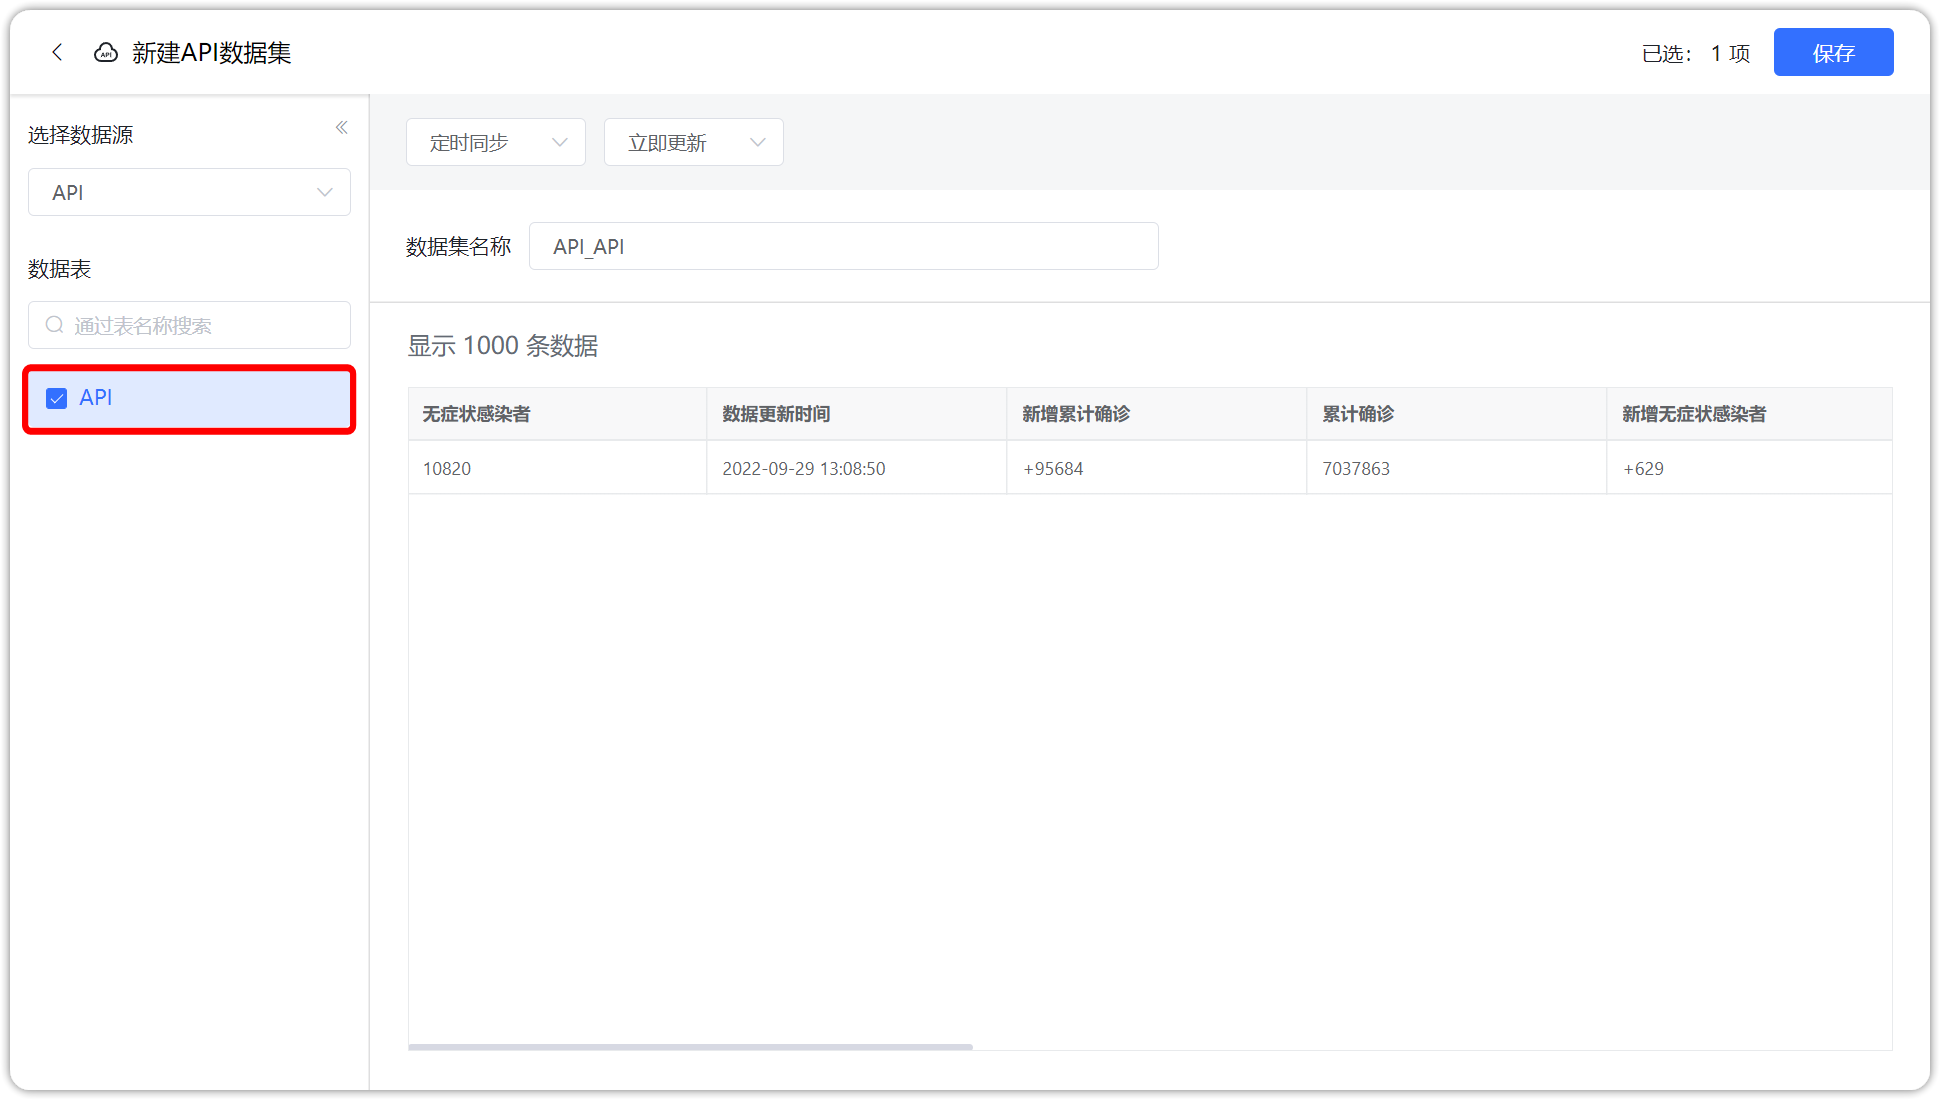 新建API数据集
已选： 1 项
保存
选择数据源
API
数据表
通过表名称搜索
API
定时同步
立即更新
数据集名称
API_API
显示 1000 条数据
无症状感染者 数据更新时间 新增累计确诊 累计确诊 新增无症状感染者
10820 2022-09-29 13:08:50 +95684 7037863 +629